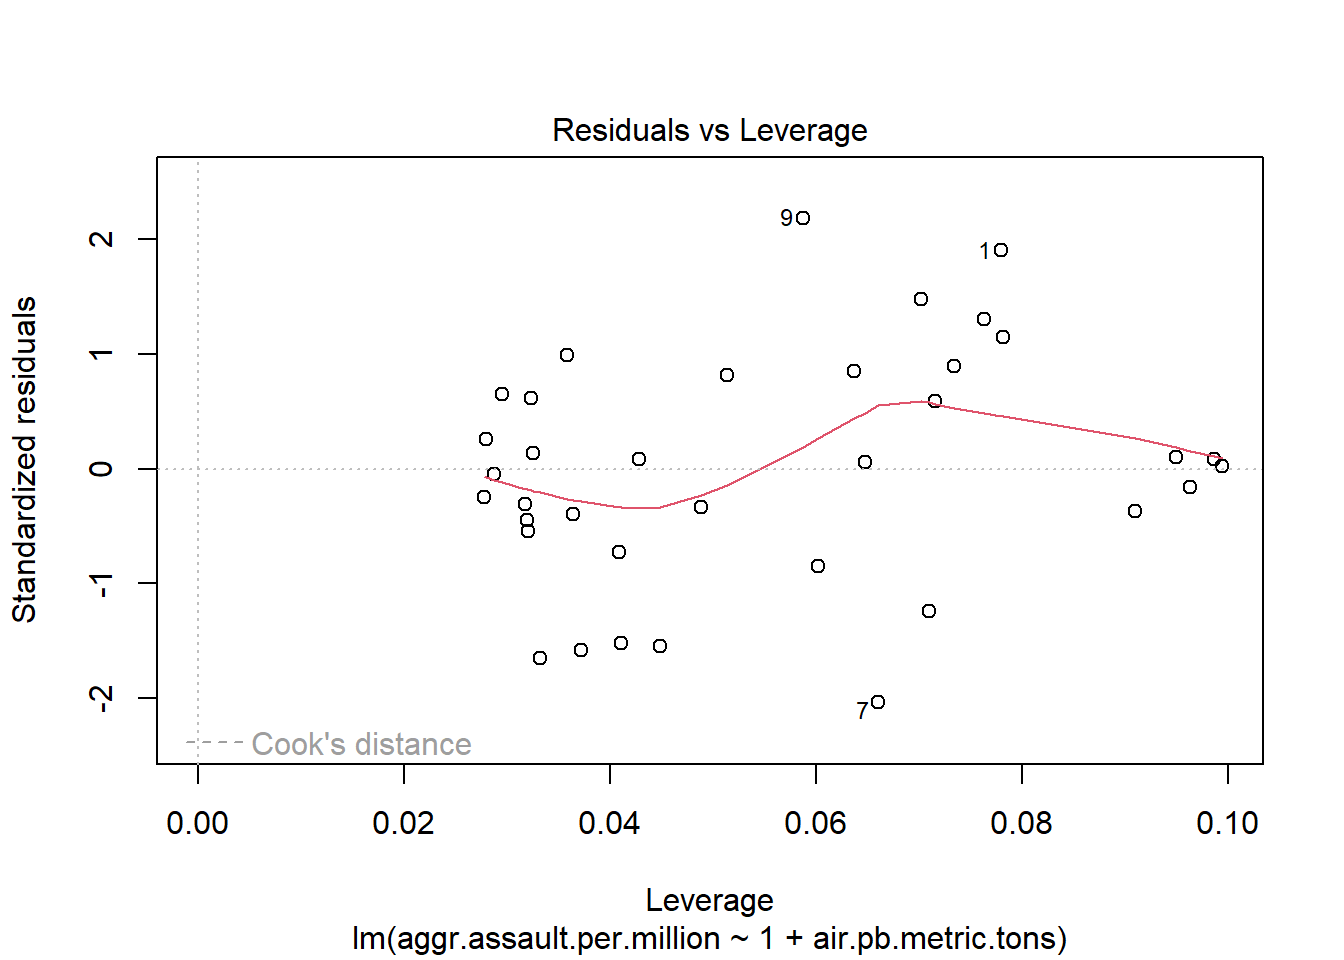 Residuals vs Leverage
Standardized residuals
2
1
0
-1
-2
9
1
7
Cook's distance
0.00 0.02 0.04 0.06 0.08 0.10
Leverage
lm(aggr.assault.per.million ~ 1 + air.pb.metric.tons)